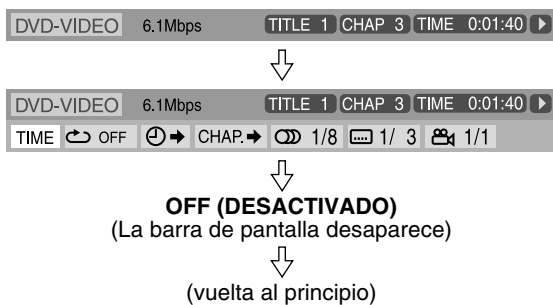 DVD-VIDEO 6.1Mbps TITLE 1 CHAP 3 TIME 0:01:40
DVD-VIDEO 6.1Mbps TITLE 1 CHAP 3 TIME 0:01:40
TIME OFF CHAP. 1/8 1/ 3 1/1
OFF (DESACTIVADO)
(La barra de pantalla desaparece)
(vuelta al principio)